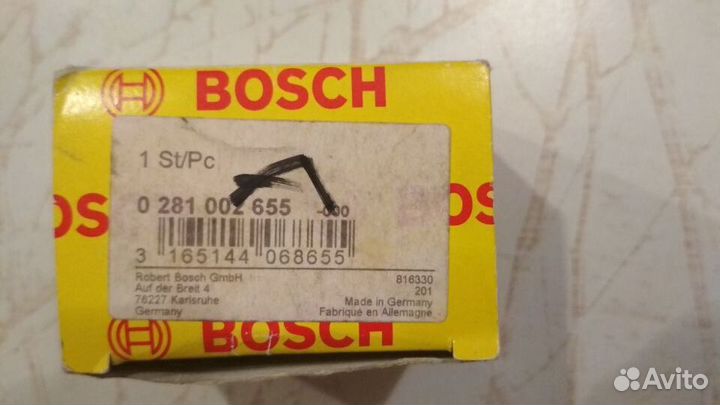 BOSCH
1 St/Pc
0 281 002 655
3 165144 068655
Robert Bosch GmbH
Auf der Breit 4
76227 Karlsruhe
Germany
816330
201
Made in Germany
Fabriqué en Allemagne
OS
OS
BOSCH
Avito